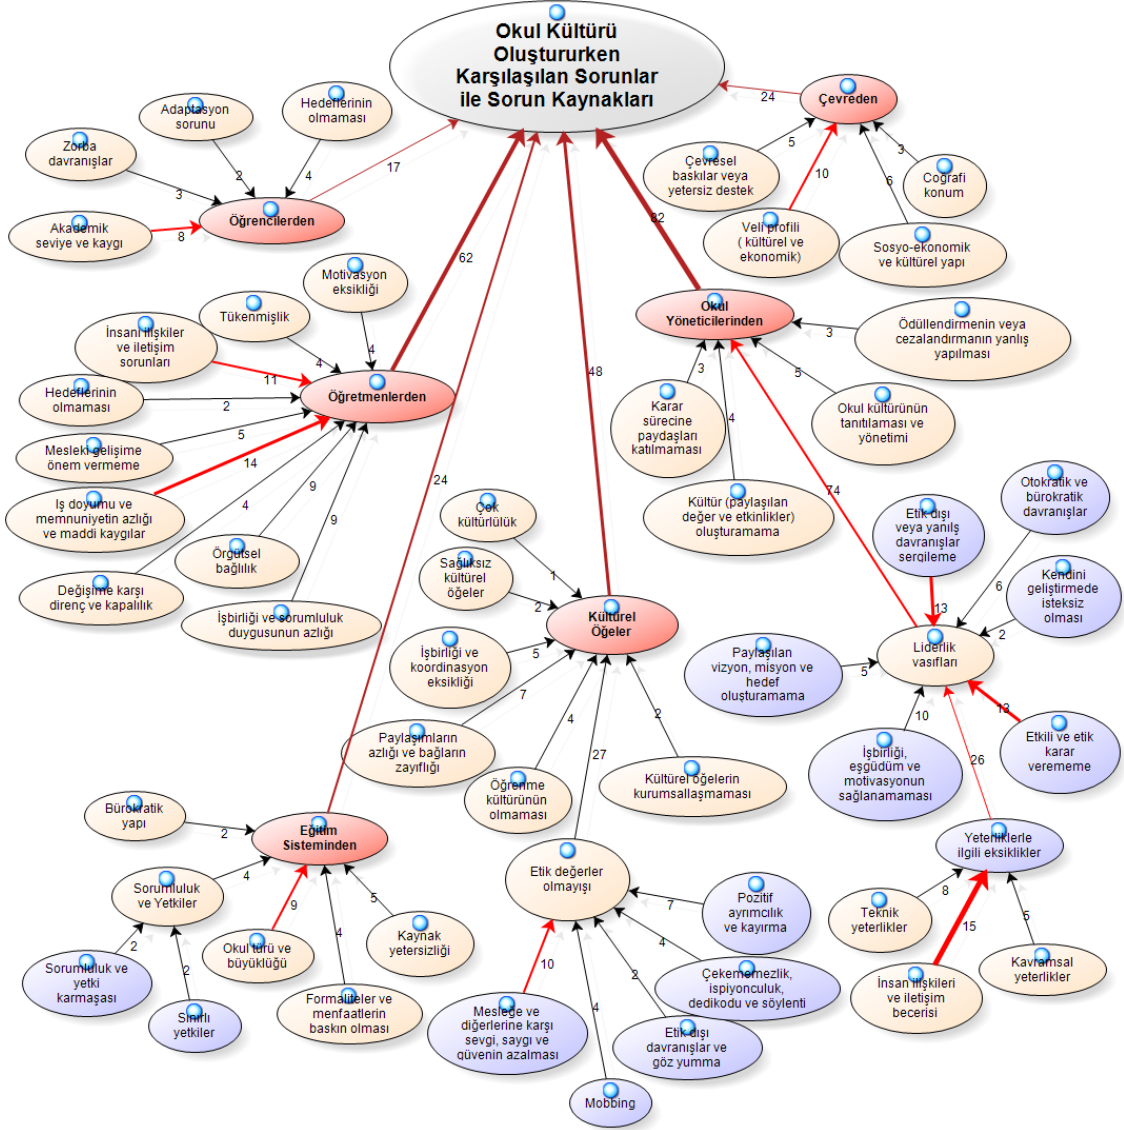 Okul Kültürü
Oluştururken
Karşılaşılan Sorunlar
ile Sorun Kaynakları
Çevreden
24
Çevresel
baskılar veya
yetersiz destek
5
Veli profili
( kültürel ve
ekonomik)
10
Sosyo-ekonomik
ve kültürel yapı
6
Coğrafi
konum
3
Öğrencilerden
17
Hedeflerinin
olmaması
4
Adaptasyon
sorunu
2
Zorba
davranışlar
3
Akademik
seviye ve kaygı
8
Öğretmenlerden
62
Motivasyon
eksikliği
4
Tükenmişlik
4
İnsani ilişkiler
ve iletişim
sorunları
11
Hedeflerinin
olmaması
2
Mesleki gelişime
önem vermeme
5
İş doyumu ve
memnuniyetin azlığı
ve maddi kaygılar
14
Değişime karşı
direnç ve kapalılık
4
Örgütsel
bağlılık
9
İşbirliği ve sorumluluk
duygusunun azlığı
9
Okul
Yöneticilerinden
82
Ödüllendirmenin veya
cezalandırmanın yanlış
yapılması
3
Okul kültürünün
tanıtılaması ve
yönetimi
5
Karar
sürecine
paydaşları
katılmaması
3
Kültür (paylaşılan
değer ve etkinlikler)
oluşturamama
4
74
Liderlik
vasıfları
Etik dışı
veya yanılş
davranışlar
sergileme
13
Otokratik ve
bürokratik
davranışlar
6
Kendini
geliştirmede
isteksiz
olması
2
Paylaşılan
vizyon, misyon ve
hedef
oluşturamama
5
İşbirliği,
eşgüdüm ve
motivasyonun
sağlanamaması
10
Etkili ve etik
karar
verememe
13
26
Yeterliklerle
ilgili eksiklikler
Teknik
yeterlikler
8
İnsan ilişkileri
ve iletişim
becerisi
15
Kavramsal
yeterlikler
5
Kültürel
Öğeler
48
Çok
kültürlülük
1
Sağlıksız
kültürel
öğeler
2
İşbirliği ve
koordinasyon
eksikliği
5
Paylaşımların
azlığı ve bağların
zayıflığı
7
Öğrenme
kültürünün
olmaması
4
Kültürel öğelerin
kurumsallaşmaması
2
27
Etik değerler
olmayışı
Pozitif
ayrımcılık
ve kayırma
7
Çekememezlik,
ispiyonculuk,
dedikodu ve söylenti
4
Etik dışı
davranışlar ve
göz yumma
2
Mobbing
4
Mesleğe ve
diğerlerine karşı
sevgi, saygı ve
güvenin azalması
10
Eğitim
Sisteminden
24
Bürokratik
yapı
2
Sorumluluk
ve Yetkiler
4
Sorumluluk ve
yetki
karmaşası
2
Sınırlı
yetkiler
2
Okul türü ve
büyüklüğü
9
Formaliteler ve
menfaatlerin
baskın olması
4
Kaynak
yetersizliği
5